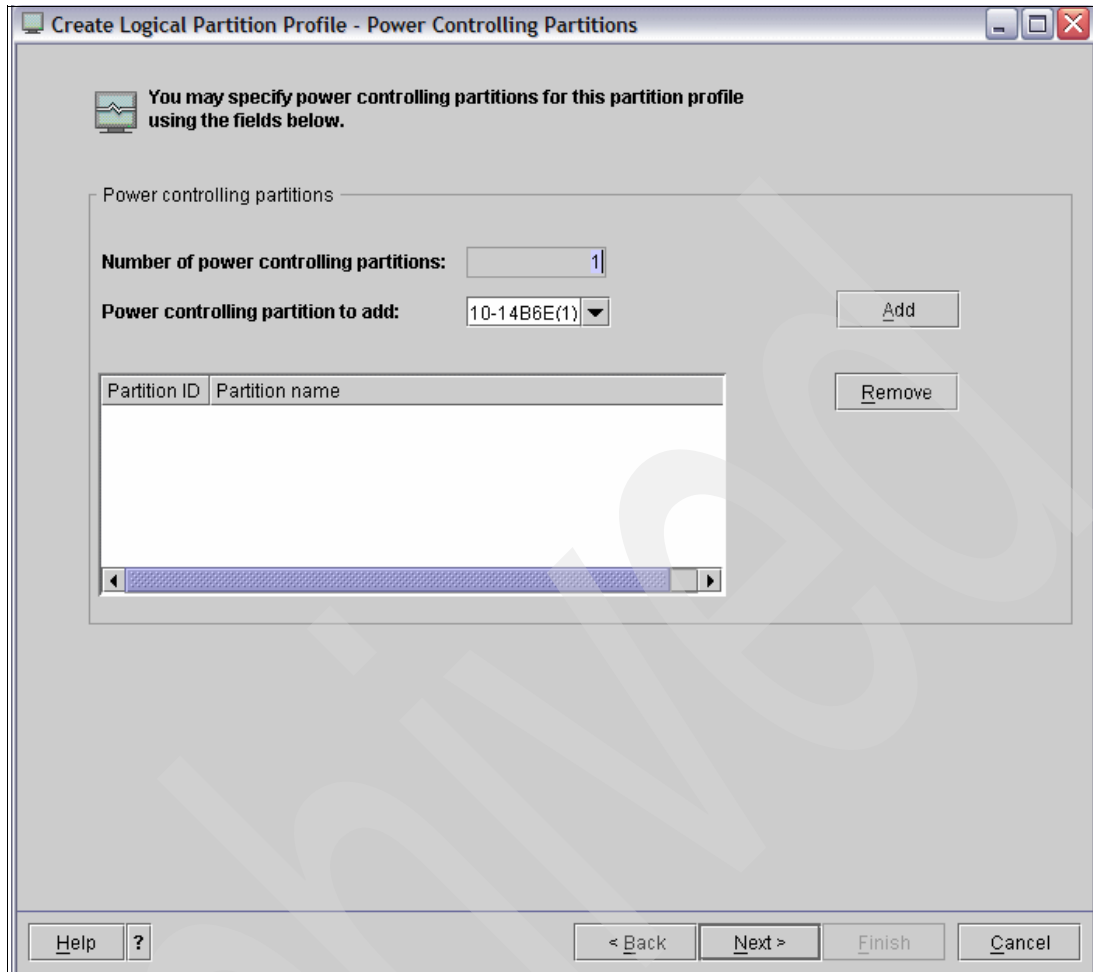 Create Logical Partition Profile - Power Controlling Partitions
You may specify power controlling partitions for this partition profile
using the fields below.
Power controlling partitions
Number of power controlling partitions: 1
Power controlling partition to add: 10-14B6E(1)
Add
Partition ID Partition name
Remove
Help ? < Back Next > Finish Cancel